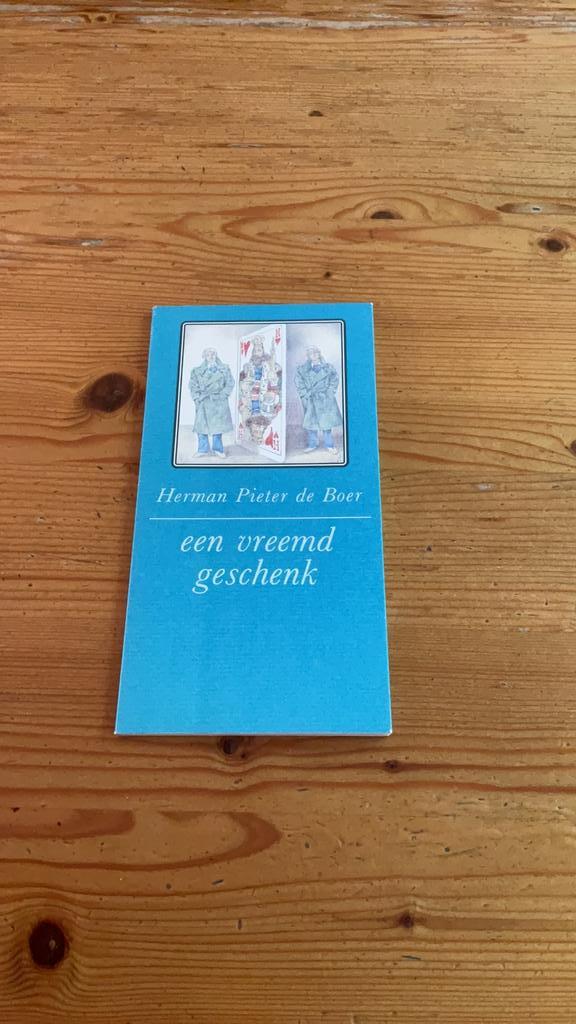 Herman Pieter de Boer
een vreemd
geschenk